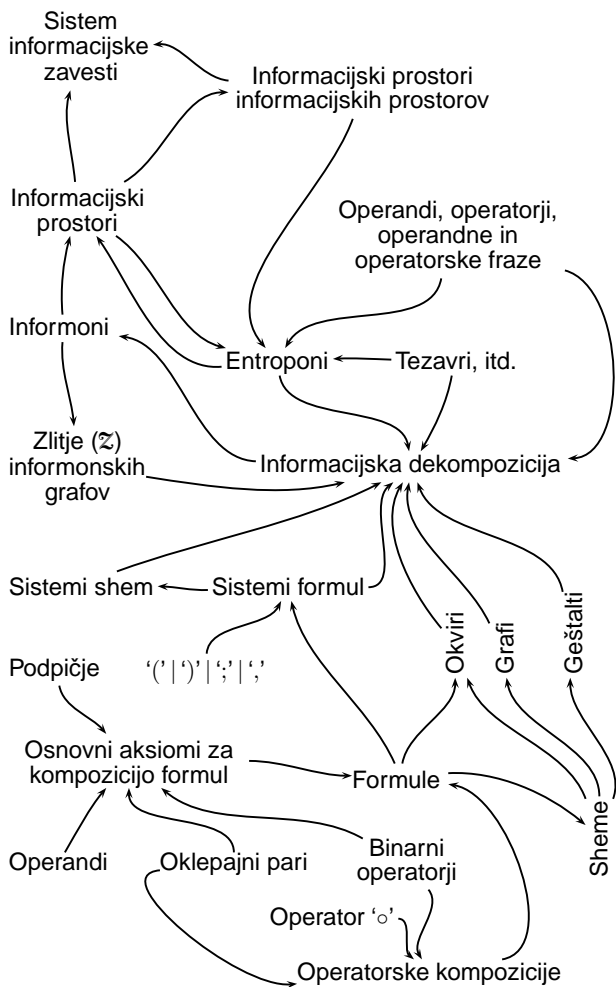 Sistem
informacijske
zavesti
Informacijski prostori
informacijskih prostorov
Informacijski
prostori
Operandi, operatorji,
operandne in
operatorske fraze
Informoni
Entroponi
Tezavri, itd.
Zlitje (ℨ)
informonskih
grafov
Informacijska dekompozicija
Sistemi shem
Sistemi formul
Okviri
Grafi
Geštalti
Podpičje
‘(’ | ‘)’ | ‘;’ | ‘,’
Osnovni aksiomi za
kompozicijo formul
Formule
Sheme
Operandi
Oklepajni pari
Binarni
operatorji
Operator ‘○’
Operatorske kompozicije